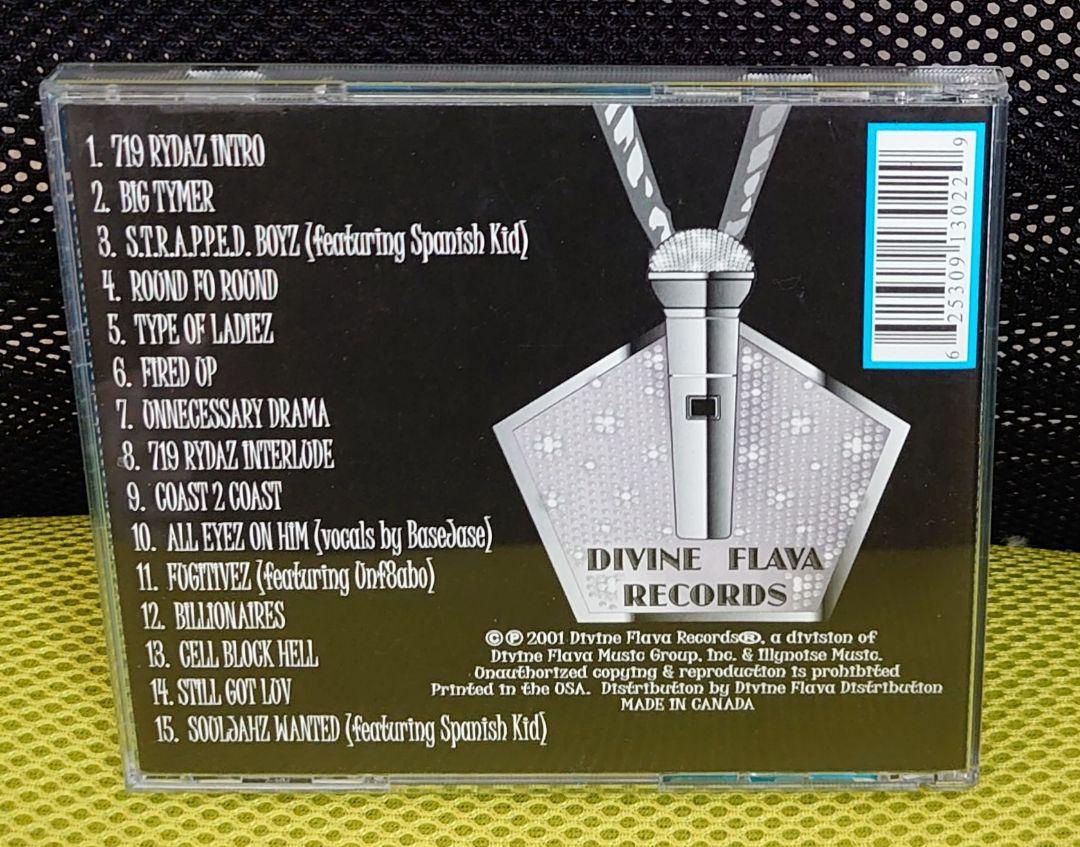 1. 719 RYDAZ INTRO
2. BIG TYMER
3. S.T.R.A.P.P.E.D. BOYZ (featuring Spanish Kid)
4. ROUND FO ROUND
5. TYPE OF LADIEZ
6. FIRED UP
7. UNNECESSARY DRAMA
8. 719 RYDAZ INTERLUDE
9. COAST 2 COAST
10. ALL EYEZ ON HIM (vocals by BaseJase)
11. FUGITIVEZ (featuring Unf8abo)
12. BILLIONAIRES
13. CELL BLOCK HELL
14. STILL GOT LUV
15. SOULJAHZ WANTED (featuring Spanish Kid)
6 25309 13022 9
DIVINE FLAVA
RECORDS
©℗ 2001 Divine Flava Records®, a division of
Divine Flava Music Group, Inc. & Illynoise Music.
Unauthorized copying & reproduction is prohibited
Printed in the USA. Distribution by Divine Flava Distribution
MADE IN CANADA